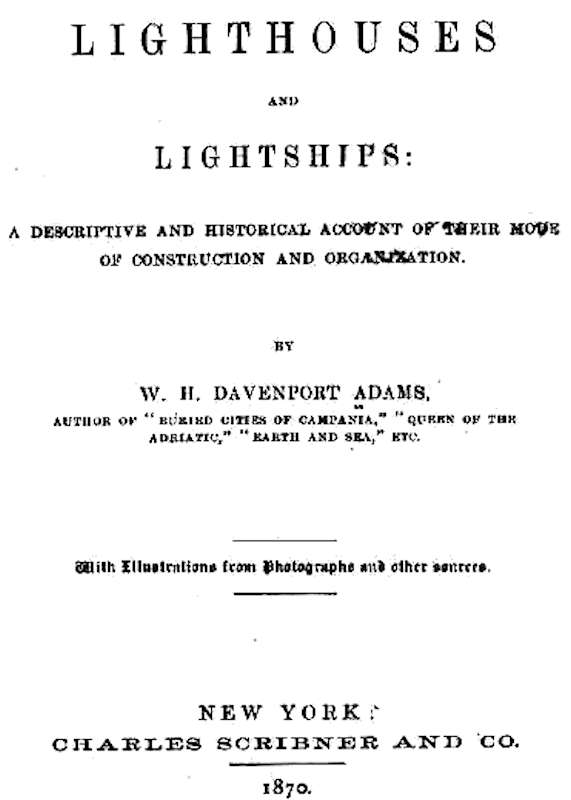 LIGHTHOUSES
AND
LIGHTSHIPS:
A DESCRIPTIVE AND HISTORICAL ACCOUNT OF THEIR MODE
OF CONSTRUCTION AND ORGANIZATION.
BY
W. H. DAVENPORT ADAMS,
AUTHOR OF "BURIED CITIES OF CAMPANIA," "QUEEN OF THE
ADRIATIC," "EARTH AND SEA," ETC.
With Illustrations from Photographs and other sources.
NEW YORK:
CHARLES SCRIBNER AND CO.
1870.